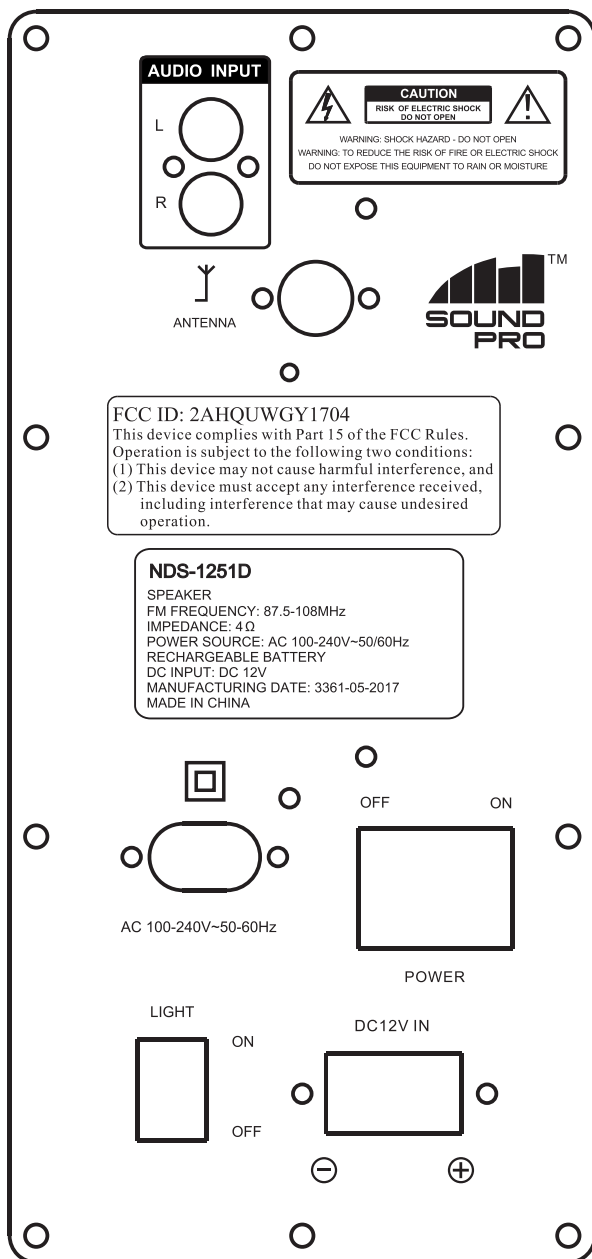 AUDIO INPUT
L
R
CAUTION
RISK OF ELECTRIC SHOCK
DO NOT OPEN
WARNING: SHOCK HAZARD - DO NOT OPEN
WARNING: TO REDUCE THE RISK OF FIRE OR ELECTRIC SHOCK
DO NOT EXPOSE THIS EQUIPMENT TO RAIN OR MOISTURE
ANTENNA
SOUND
PRO
TM
FCC ID: 2AHQUWGY1704
This device complies with Part 15 of the FCC Rules.
Operation is subject to the following two conditions:
(1) This device may not cause harmful interference, and
(2) This device must accept any interference received,
including interference that may cause undesired
operation.
NDS-1251D
SPEAKER
FM FREQUENCY: 87.5-108MHz
IMPEDANCE: 4Ω
POWER SOURCE: AC 100-240V~50/60Hz
RECHARGEABLE BATTERY
DC INPUT: DC 12V
MANUFACTURING DATE: 3361-05-2017
MADE IN CHINA
OFF ON
AC 100-240V~50-60Hz
POWER
LIGHT
ON
OFF
DC12V IN